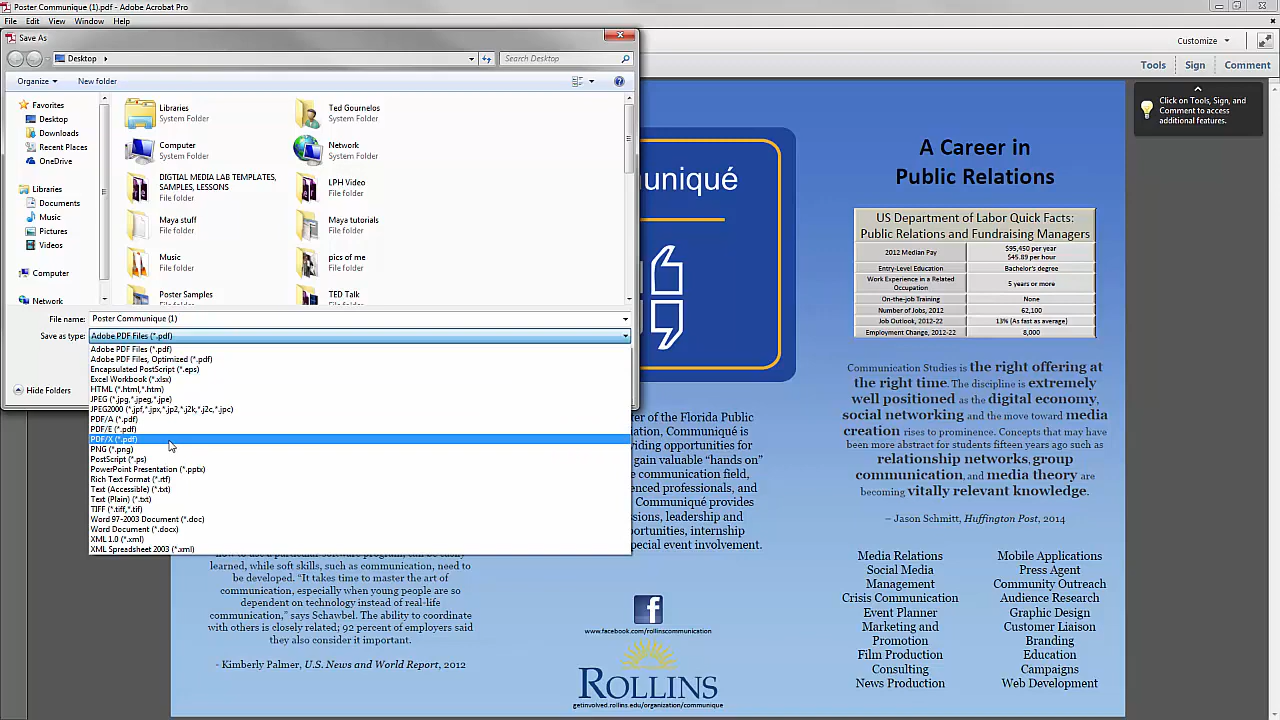 Poster Communique (1).pdf - Adobe Acrobat Pro
File Edit View Window Help
Customize
Tools Sign Comment
Click on Tools, Sign, and
Comment to access
additional features.
Save As
Desktop
Search Desktop
Organize New folder
Favorites
Desktop
Downloads
Recent Places
OneDrive
Libraries
Documents
Music
Pictures
Videos
Computer
Network
Libraries
System Folder
Ted Gournelos
System Folder
Computer
System Folder
Network
System Folder
DIGTIAL MEDIA LAB TEMPLATES,
SAMPLES, LESSONS
File folder
LPH Video
File folder
Maya stuff
File folder
Maya tutorials
File folder
Music
File folder
pics of me
File folder
Poster Samples
File folder
TED Talk
File folder
File name: Poster Communique (1)
Save as type: Adobe PDF Files (*.pdf)
Hide Folders
Adobe PDF Files (*.pdf)
Adobe PDF Files, Optimized (*.pdf)
Encapsulated PostScript (*.eps)
Excel Workbook (*.xlsx)
HTML (*.html,*.htm)
JPEG (*.jpg,*.jpeg,*.jpe)
JPEG2000 (*.jpf,*.jpx,*.jp2,*.j2k,*.j2c,*.jpc)
PDF/A (*.pdf)
PDF/E (*.pdf)
PDF/X (*.pdf)
PNG (*.png)
PostScript (*.ps)
PowerPoint Presentation (*.pptx)
Rich Text Format (*.rtf)
Text (Accessible) (*.txt)
Text (Plain) (*.txt)
TIFF (*.tiff,*.tif)
Word 97-2003 Document (*.doc)
Word Document (*.docx)
XML 1.0 (*.xml)
XML Spreadsheet 2003 (*.xml)
learned, while soft skills, such as communication, need to
be developed. “It takes time to master the art of
communication, especially when young people are so
dependent on technology instead of real-life
communication,” says Schawbel. The ability to coordinate
with others is closely related; 92 percent of employers said
they also consider it important.
- Kimberly Palmer, U.S. News and World Report, 2012
uniqué
er of the Florida Public
viding opportunities for
gain valuable “hands on”
e communication field,
enced professionals, and
Communiqué provides
ortunities, internship
pecial event involvement.
www.facebook.com/rollinscommunication
ROLLINS
getinvolved.rollins.edu/organization/communique
A Career in
Public Relations
US Department of Labor Quick Facts:
Public Relations and Fundraising Managers
2012 Median Pay $95,450 per year
$45.89 per hour
Entry-Level Education Bachelor's degree
Work Experience in a Related
Occupation 5 years or more
On-the-job Training None
Number of Jobs, 2012 62,100
Job Outlook, 2012-22 13% (As fast as average)
Employment Change, 2012-22 8,000
Communication Studies is the right offering at
the right time. The discipline is extremely
well positioned as the digital economy,
social networking and the move toward media
creation rises to prominence. Concepts that may have
been more abstract for students fifteen years ago such as
relationship networks, group
communication, and media theory are
becoming vitally relevant knowledge.
– Jason Schmitt, Huffington Post, 2014
Media Relations
Social Media
Management
Crisis Communication
Event Planner
Marketing and
Promotion
Film Production
Consulting
News Production
Mobile Applications
Press Agent
Community Outreach
Audience Research
Graphic Design
Customer Liaison
Branding
Education
Campaigns
Web Development